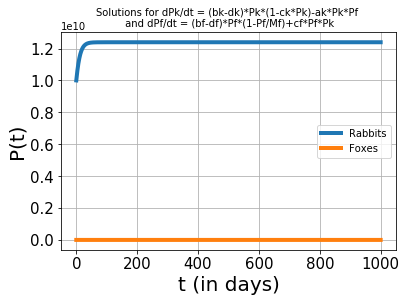 Solutions for dPk/dt = (bk-dk)*Pk*(1-ck*Pk)-ak*Pk*Pf
and dPf/dt = (bf-df)*Pf*(1-Pf/Mf)+cf*Pf*Pk
1e10
1.2
1.0
0.8
0.6
0.4
0.2
0.0
P(t)
Rabbits
Foxes
0 200 400 600 800 1000
t (in days)